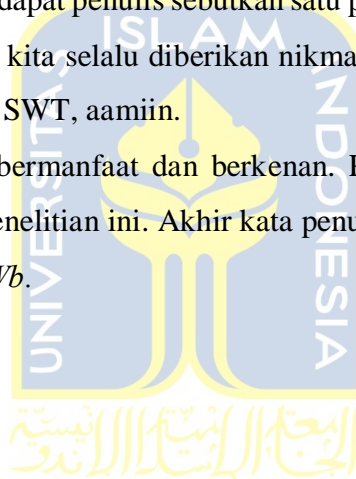 dapat penulis sebutkan satu p
kita selalu diberikan nikma
SWT, aamiin.
bermanfaat dan berkenan.
enelitian ini. Akhir kata penu
Wb.
ISLAM
UNIVERSITAS
INDONESIA